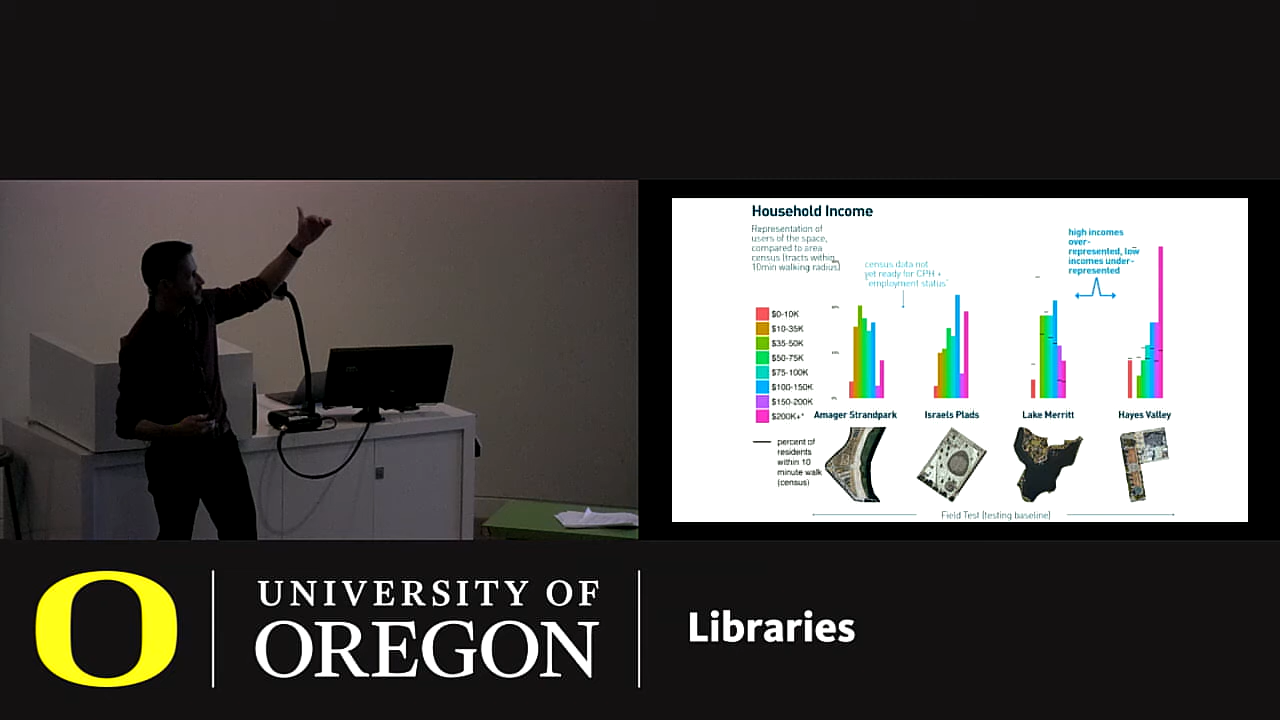 Household Income
Representation of
users of the space,
compared to area
census (tracts within
10min walking radius)
census data not
yet ready for CPH +
employment status*
high incomes
over-
represented, low
incomes under-
represented
$0-10K
$10-35K
$35-50K
$50-75K
$75-100K
$100-150K
$150-200K
$200K+*
Amager Strandpark
Israels Plads
Lake Merritt
Hayes Valley
percent of
residents
within 10
minute walk
(census)
Field Test (testing baseline)
O
UNIVERSITY OF
OREGON
Libraries